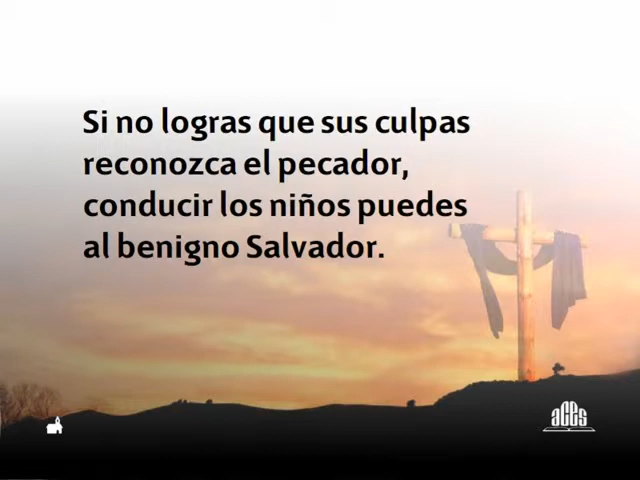 Si no logras que sus culpas
reconozca el pecador,
conducir los niños puedes
al benigno Salvador.
aces